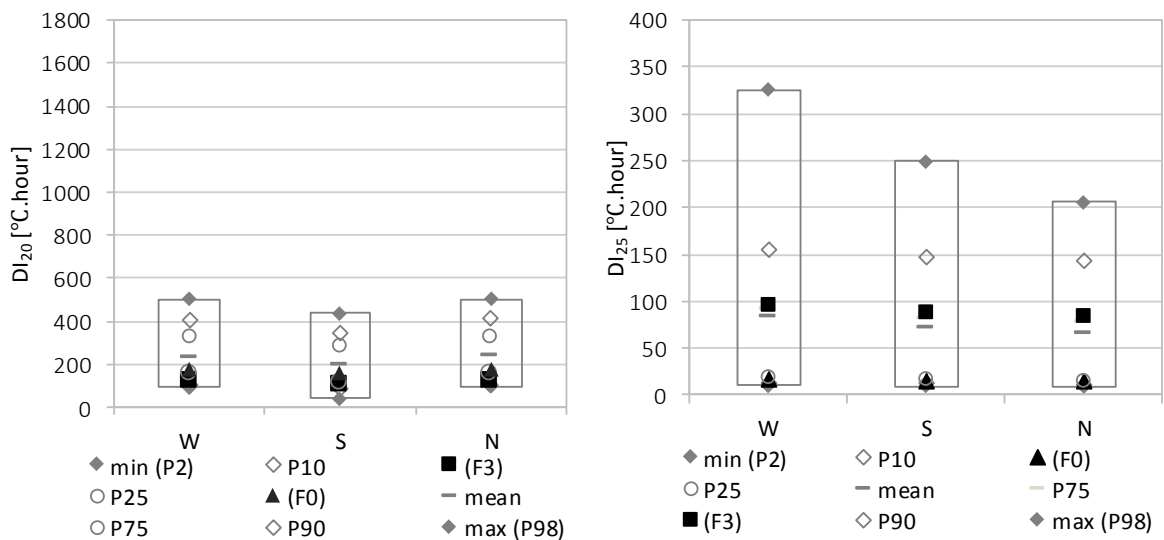 1800
1600
1400
1200
1000
800
600
400
200
0
DI₂₀ [°C.hour]
W S N
min (P2) P10 (F3)
P25 (F0) mean
P75 P90 max (P98)
400
350
300
250
200
150
100
50
0
DI₂₅ [°C.hour]
W S N
min (P2) P10 (F0)
P25 mean P75
(F3) P90 max (P98)